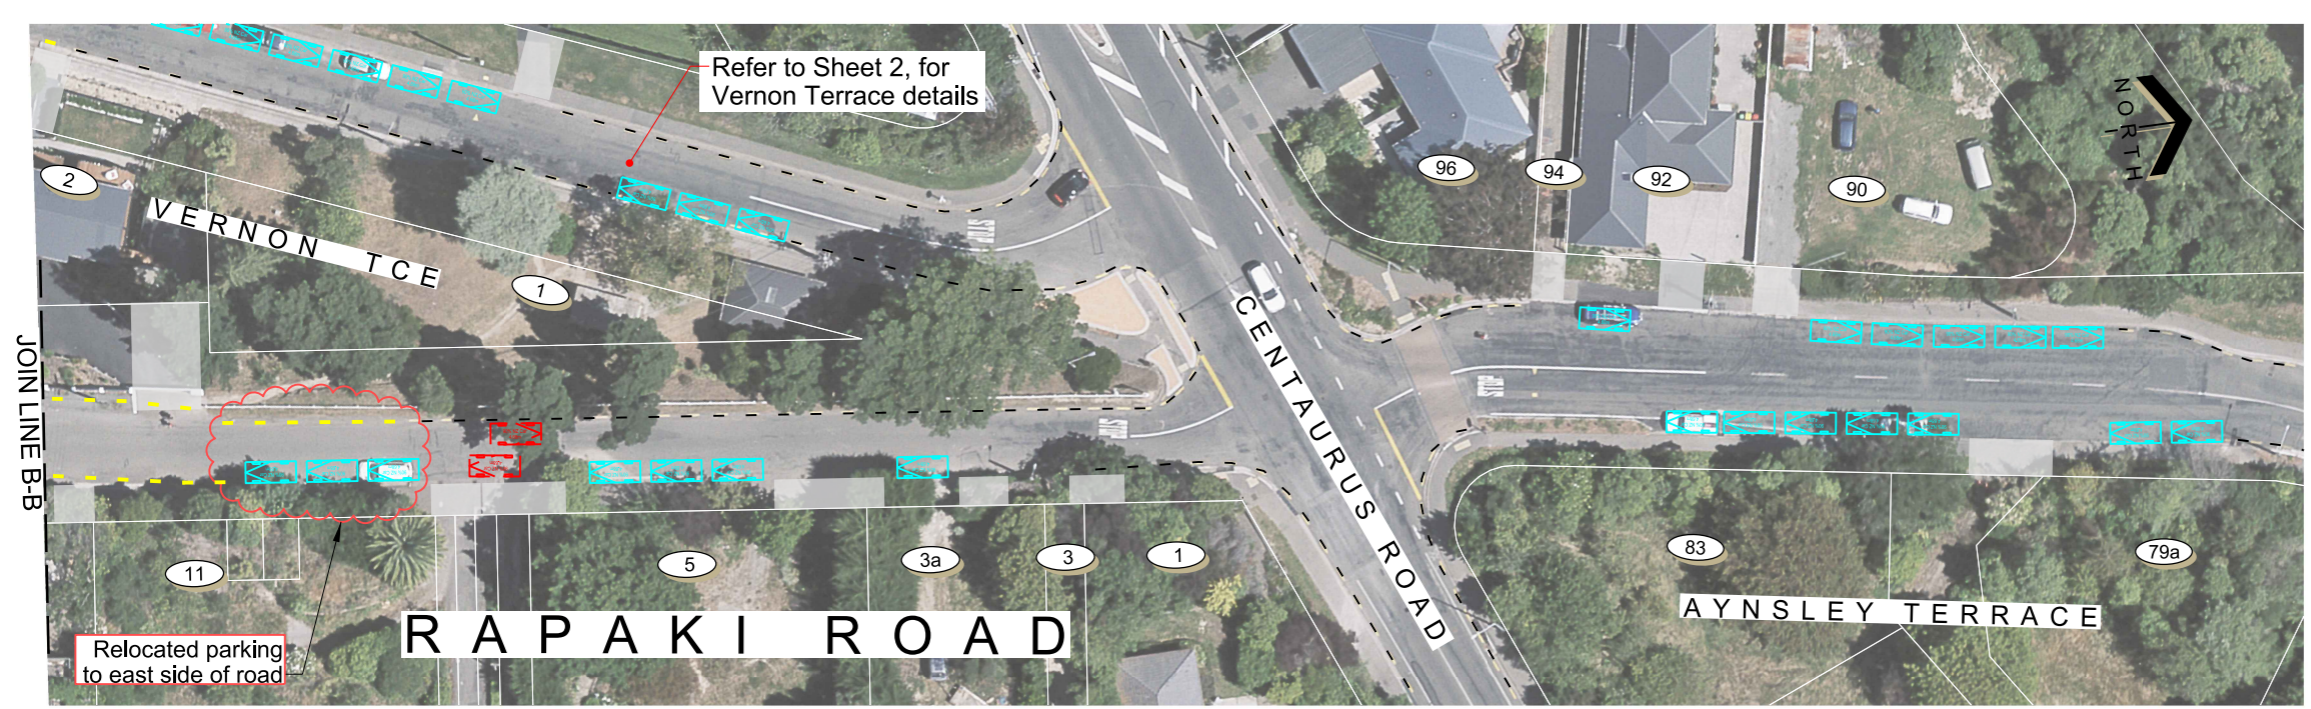 Refer to Sheet 2, for
Vernon Terrace details
NORTH
2
VERNON TCE
1
96
94
92
90
STOP
CENTAURUS ROAD
JOIN LINE B-B
STOP
STOP
11
5
3a
3
1
83
79a
RAPAKI ROAD
AYNSLEY TERRACE
Relocated parking
to east side of road